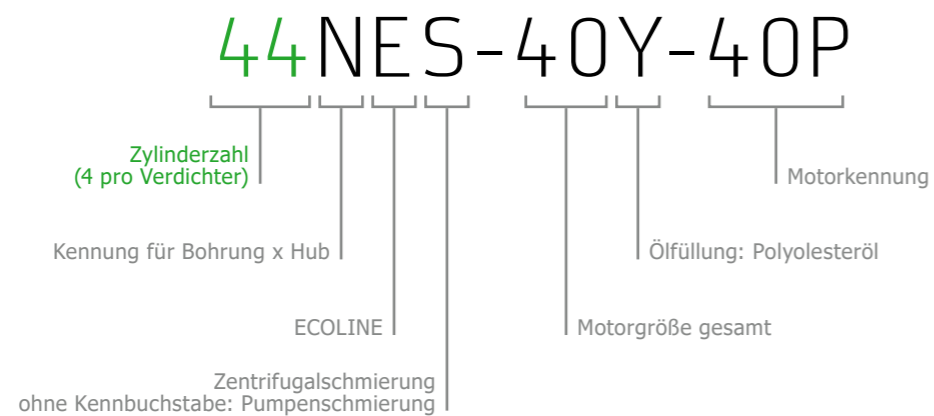 44NES-40Y-40P
Zylinderzahl
(4 pro Verdichter)
Motorkennung
Kennung für Bohrung x Hub
Ölfüllung: Polyolesteröl
ECOLINE
Motorgröße gesamt
Zentrifugalschmierung
ohne Kennbuchstabe: Pumpenschmierung